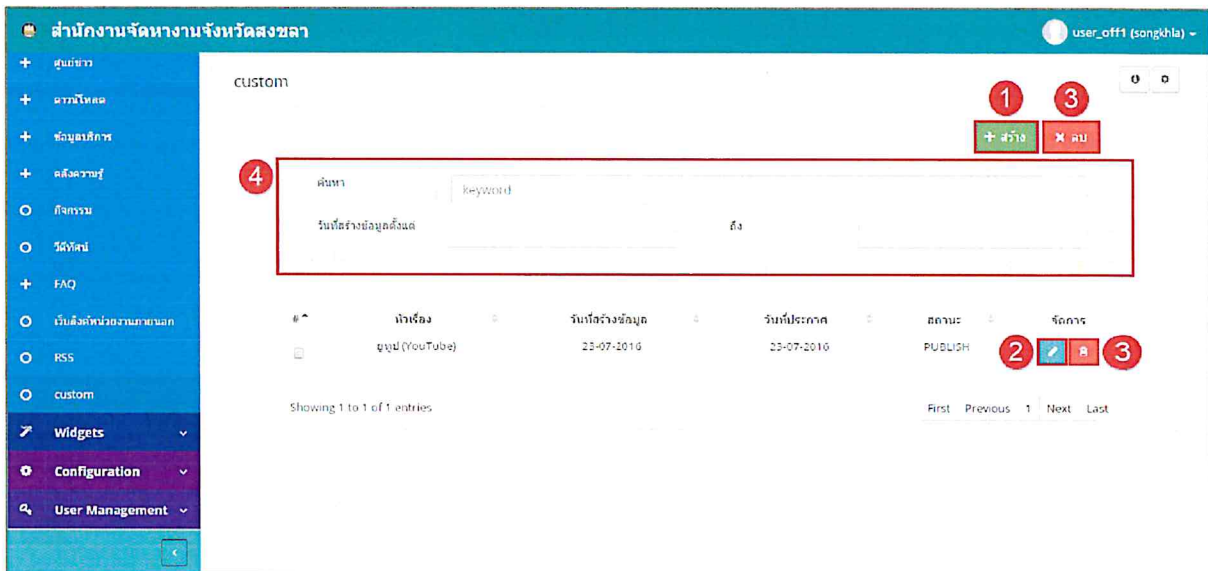 สำนักงานจัดหางานจังหวัดสงขลา
user_off1 (songkhla)
ศูนย์ข่าว
ดาวน์โหลด
ข้อมูลบริการ
คลังความรู้
กิจกรรม
วีดีทัศน์
FAQ
เว็บลิงค์หน่วยงานภายนอก
RSS
custom
Widgets
Configuration
User Management
custom
1 3
+ สร้าง × ลบ
4
ค้นหา keyword
วันที่สร้างข้อมูลตั้งแต่ ถึง
# หัวเรื่อง วันที่สร้างข้อมูล วันที่ประกาศ สถานะ จัดการ
ยูทูป (YouTube) 23-07-2016 23-07-2016 PUBLISH 2 3
Showing 1 to 1 of 1 entries First Previous 1 Next Last